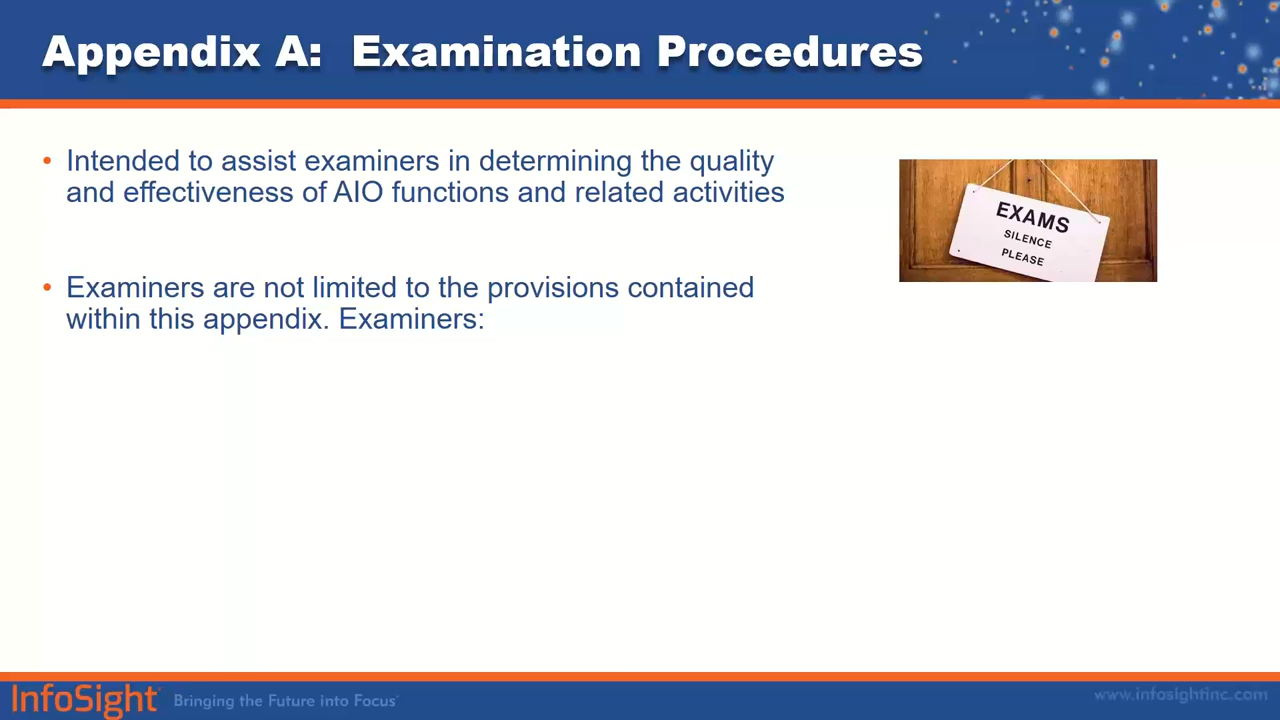 Appendix A: Examination Procedures
• Intended to assist examiners in determining the quality
and effectiveness of AIO functions and related activities
EXAMS
SILENCE
PLEASE
• Examiners are not limited to the provisions contained
within this appendix. Examiners:
InfoSight Bringing the Future into Focus
www.infosightinc.com